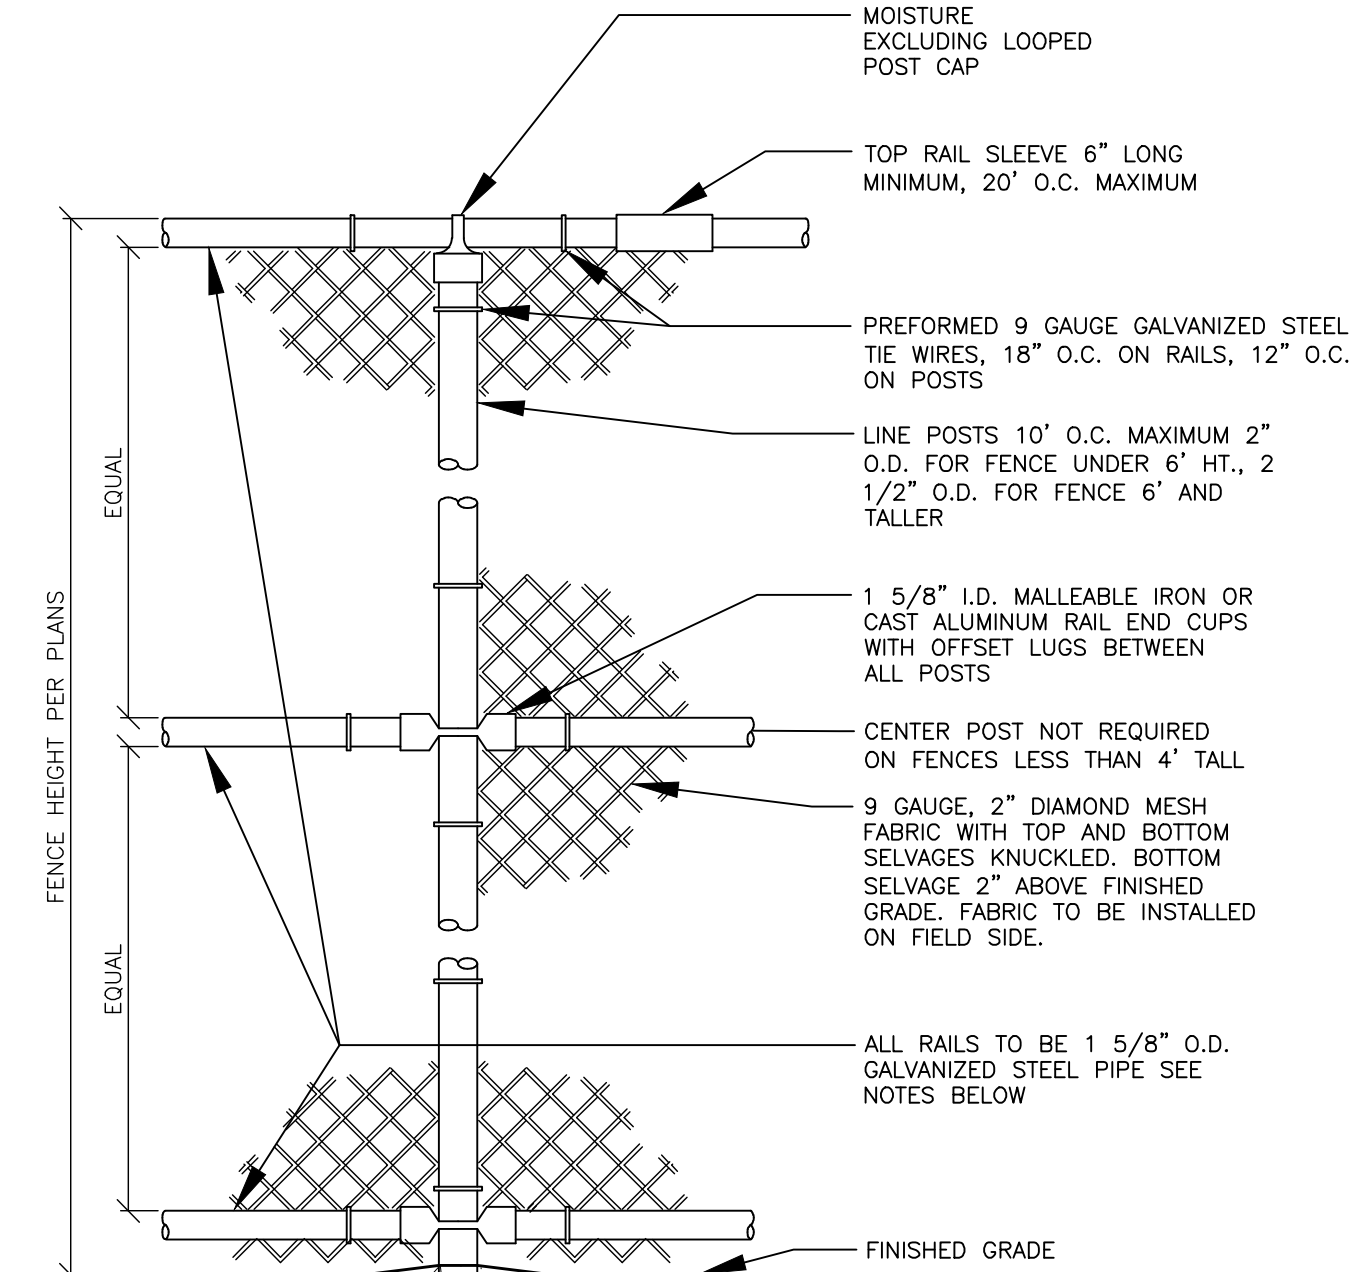 MOISTURE
EXCLUDING LOOPED
POST CAP
TOP RAIL SLEEVE 6” LONG
MINIMUM, 20’ O.C. MAXIMUM
PREFORMED 9 GAUGE GALVANIZED STEEL
TIE WIRES, 18” O.C. ON RAILS, 12” O.C.
ON POSTS
LINE POSTS 10’ O.C. MAXIMUM 2”
O.D. FOR FENCE UNDER 6’ HT., 2
1/2” O.D. FOR FENCE 6’ AND
TALLER
1 5/8” I.D. MALLEABLE IRON OR
CAST ALUMINUM RAIL END CUPS
WITH OFFSET LUGS BETWEEN
ALL POSTS
CENTER POST NOT REQUIRED
ON FENCES LESS THAN 4’ TALL
9 GAUGE, 2” DIAMOND MESH
FABRIC WITH TOP AND BOTTOM
SELVAGES KNUCKLED. BOTTOM
SELVAGE 2” ABOVE FINISHED
GRADE. FABRIC TO BE INSTALLED
ON FIELD SIDE.
ALL RAILS TO BE 1 5/8” O.D.
GALVANIZED STEEL PIPE SEE
NOTES BELOW
FINISHED GRADE
EQUAL
EQUAL
FENCE HEIGHT PER PLANS